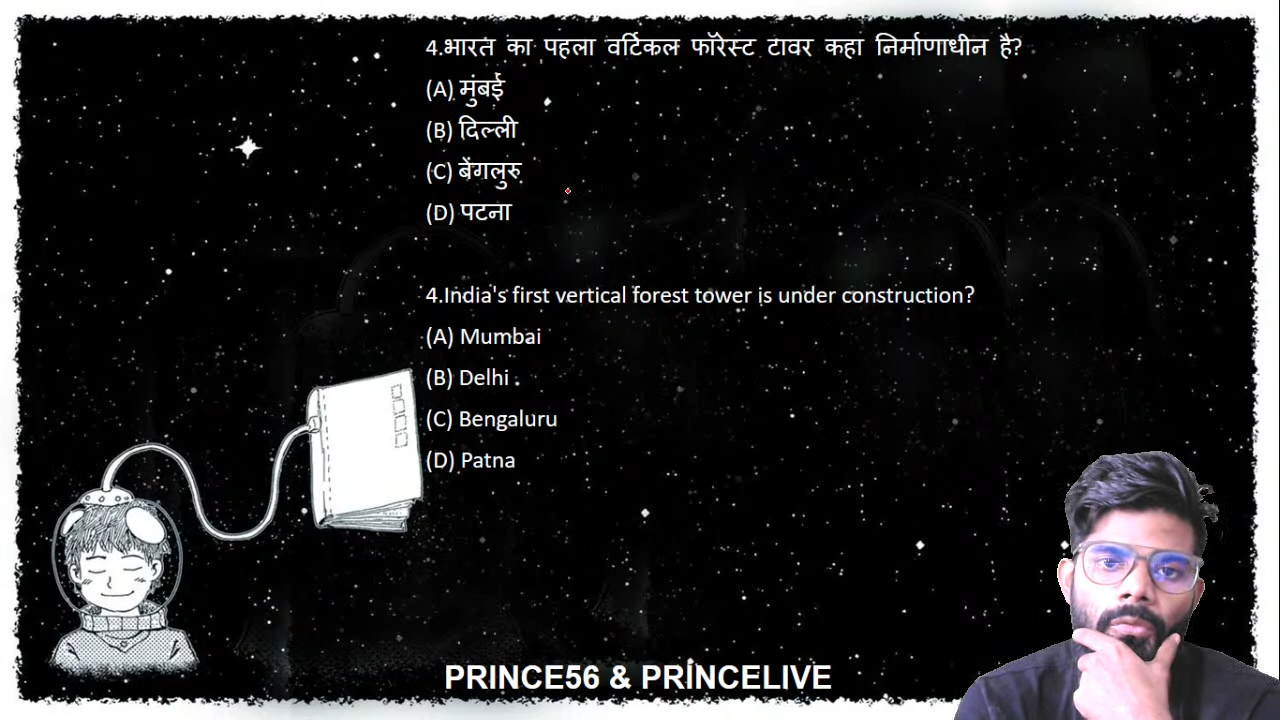 4.भारत का पहला वर्टिकल फॉरेस्ट टावर कहा निर्माणाधीन है?
(A) मुंबई
(B) दिल्ली
(C) बेंगलुरु
(D) पटना
4.India's first vertical forest tower is under construction?
(A) Mumbai
(B) Delhi
(C) Bengaluru
(D) Patna
PRINCE56 & PRINCELIVE